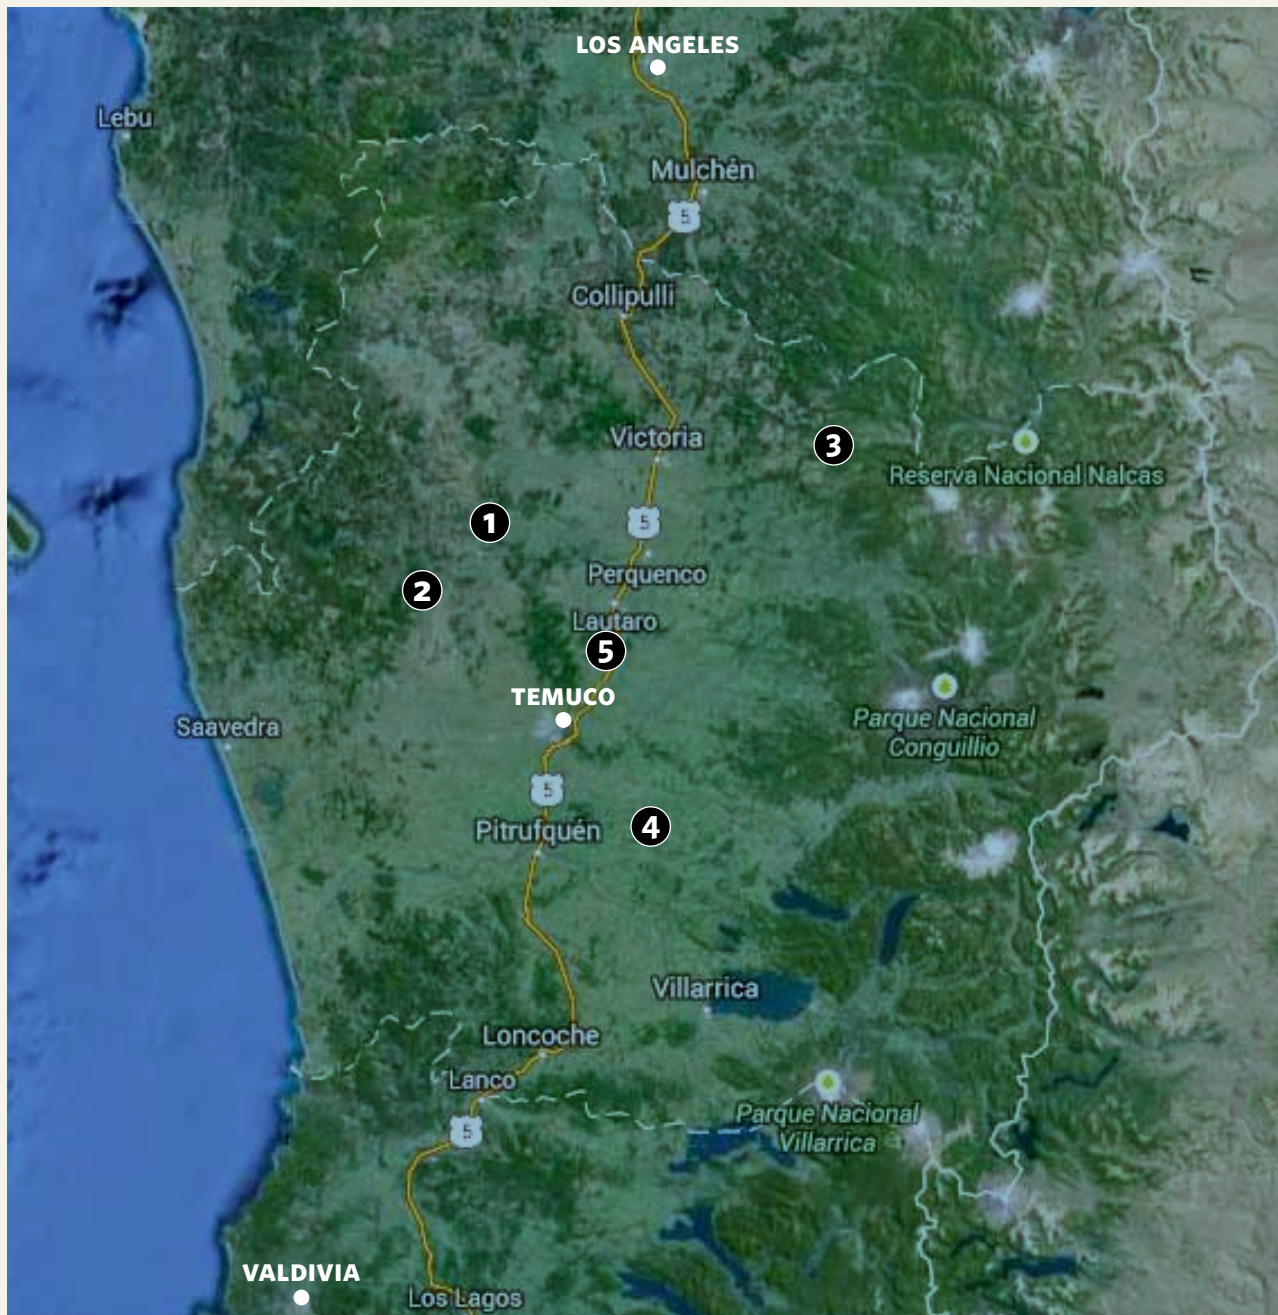 LOS ANGELES
Lebu
Mulchén
5
Collipulli
Victoria
3
Reserva Nacional Nalcas
1
5
Perquenco
2
Lautaro
5
TEMUCO
Parque Nacional
Conguillio
Saavedra
5
Pitrufquén
4
Villarrica
Loncoche
Lanco
Parque Nacional
Villarrica
5
VALDIVIA
Los Lagos